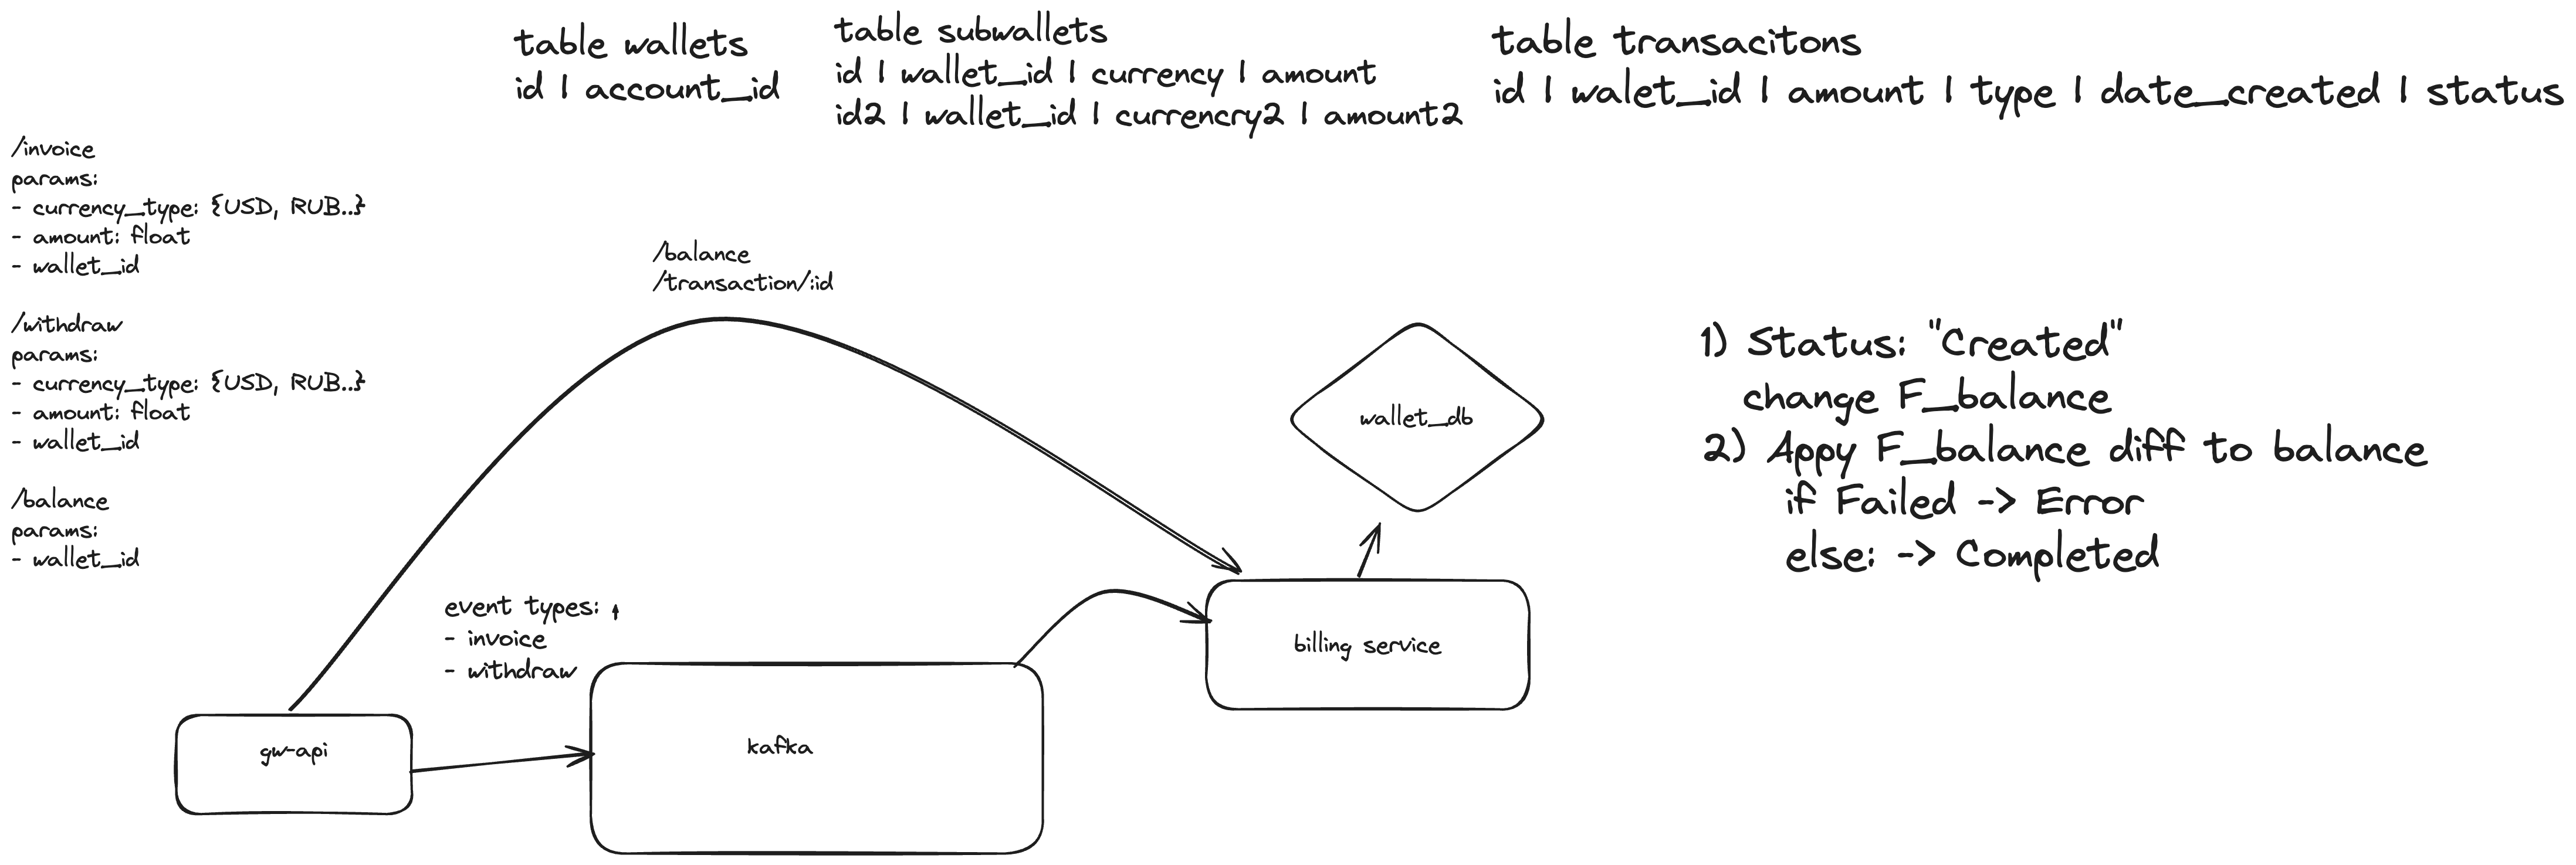 table wallets
id | account_id
table subwallets
id | wallet_id | currency | amount
id2 | wallet_id | currencry2 | amount2
table transacitons
id | walet_id | amount | type | date_created | status
/invoice
params:
- currency_type: {USD, RUB..}
- amount: float
- wallet_id
/withdraw
params:
- currency_type: {USD, RUB..}
- amount: float
- wallet_id
/balance
params:
- wallet_id
/balance
/transaction/:id
event types:
- invoice
- withdraw
gw-api
kafka
billing service
wallet_db
1) Status: "Created"
change F_balance
2) Appy F_balance diff to balance
if Failed -> Error
else: -> Completed